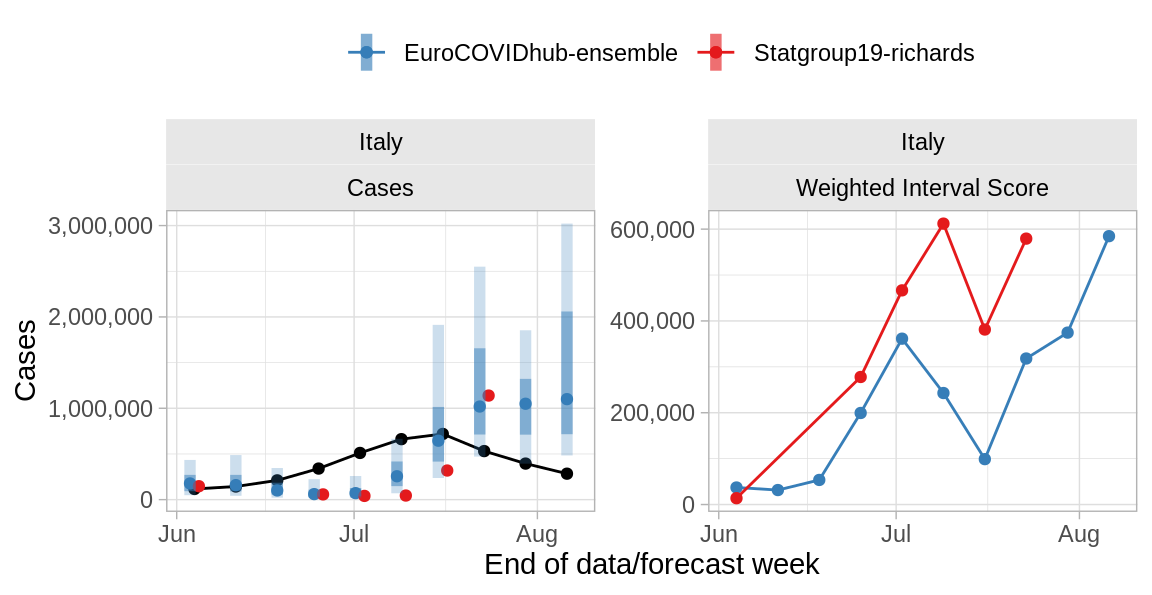 EuroCOVIDhub-ensemble Statgroup19-richards
Italy
Cases
3,000,000
2,000,000
1,000,000
0
Jun Jul Aug
Cases
Italy
Weighted Interval Score
600,000
400,000
200,000
0
Jun Jul Aug
End of data/forecast week